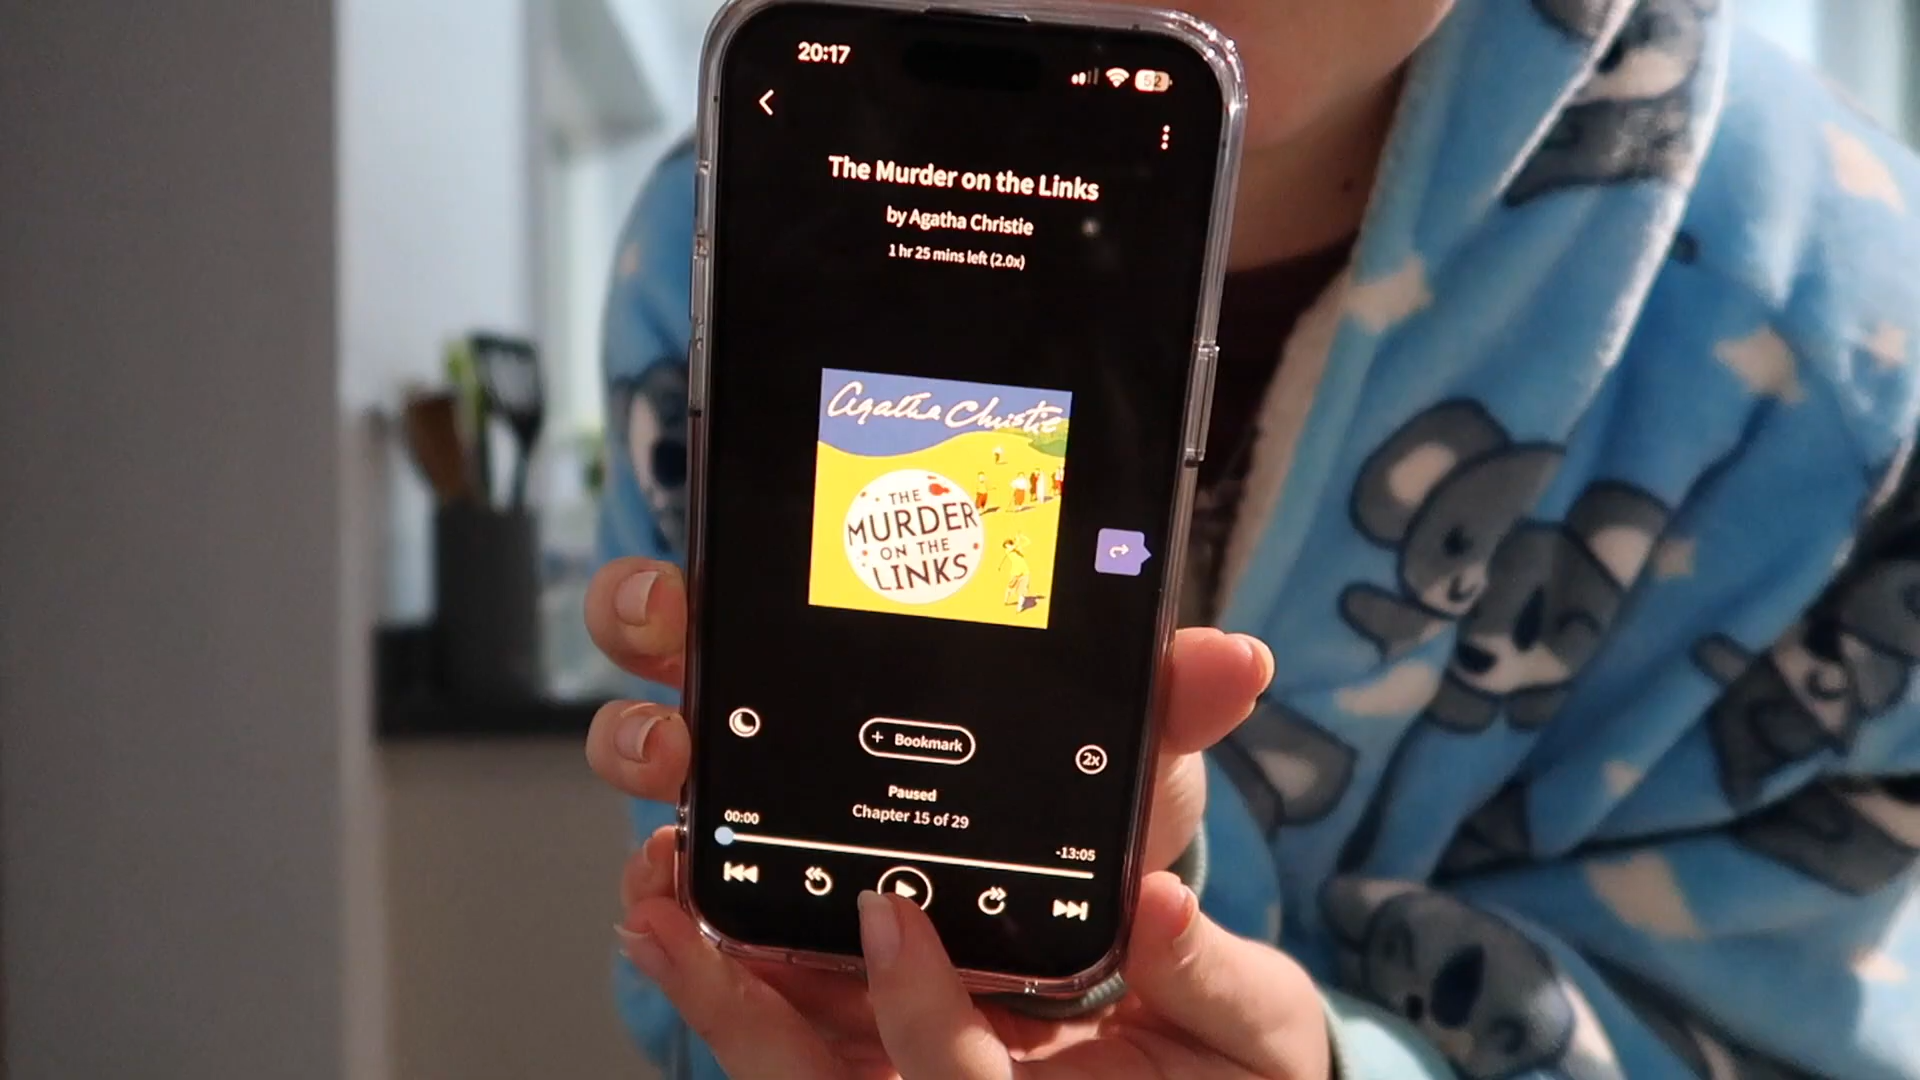 20:17
52
The Murder on the Links
by Agatha Christie
1 hr 25 mins left (2.0x)
Agatha Christie
THE
MURDER
ON THE
LINKS
+ Bookmark
2x
Paused
Chapter 15 of 29
00:00
-13:05